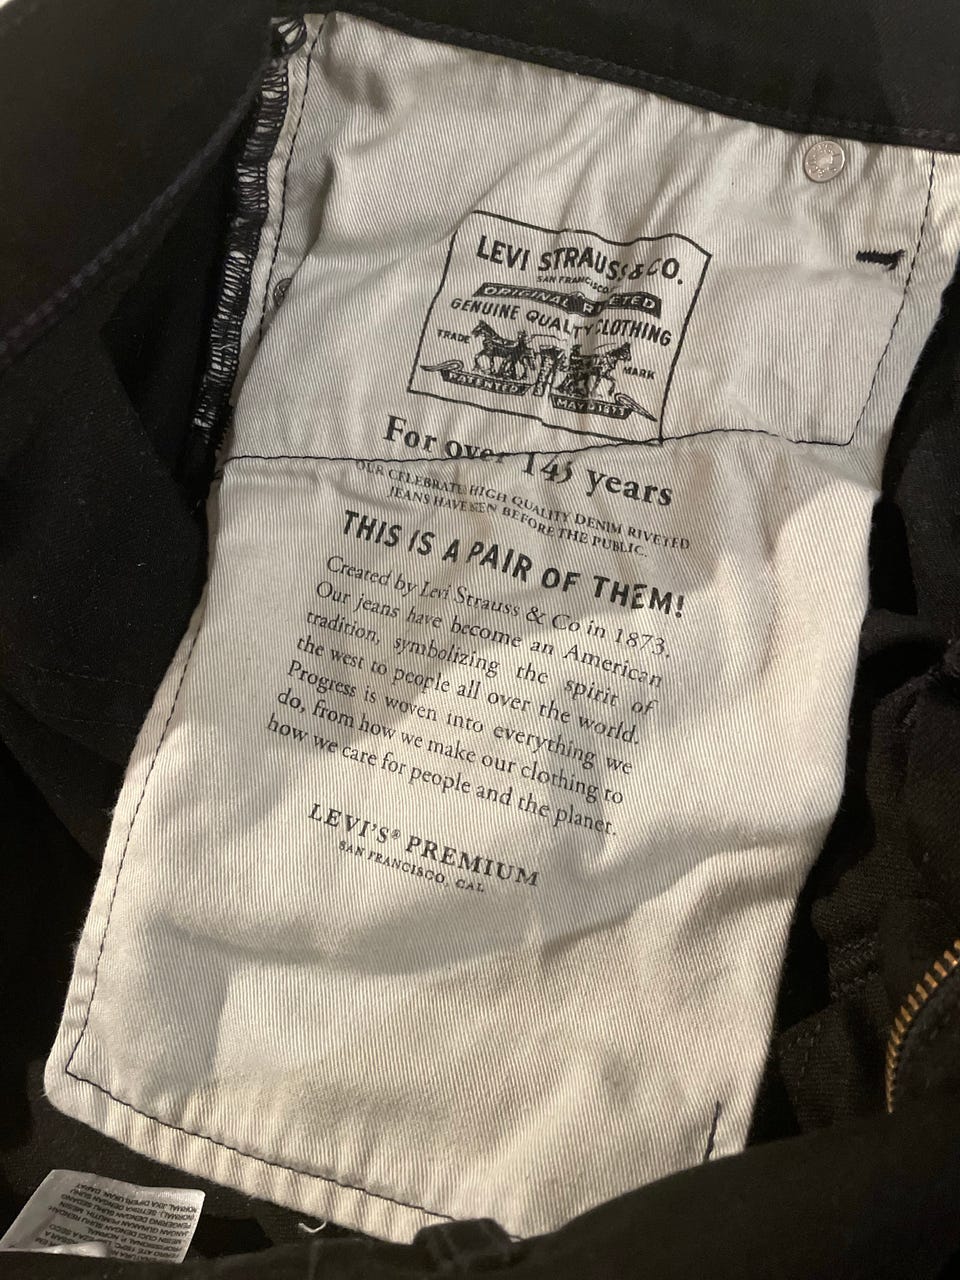 LEVI STRAUSS & CO.
SAN FRANCISCO
ORIGINAL RIVETED
GENUINE QUALITY CLOTHING
TRADE MARK
PATENTED MAY 1873
For over 145 years
OUR CELEBRATE HIGH QUALITY DENIM RIVETED
JEANS HAVE BEEN BEFORE THE PUBLIC.
THIS IS A PAIR OF THEM!
Created by Levi Strauss & Co in 1873.
Our jeans have become an American
tradition, symbolizing the spirit of
the west to people all over the world.
Progress is woven into everything we
do, from how we make our clothing to
how we care for people and the planet.
LEVI'S® PREMIUM
SAN FRANCISCO, CAL